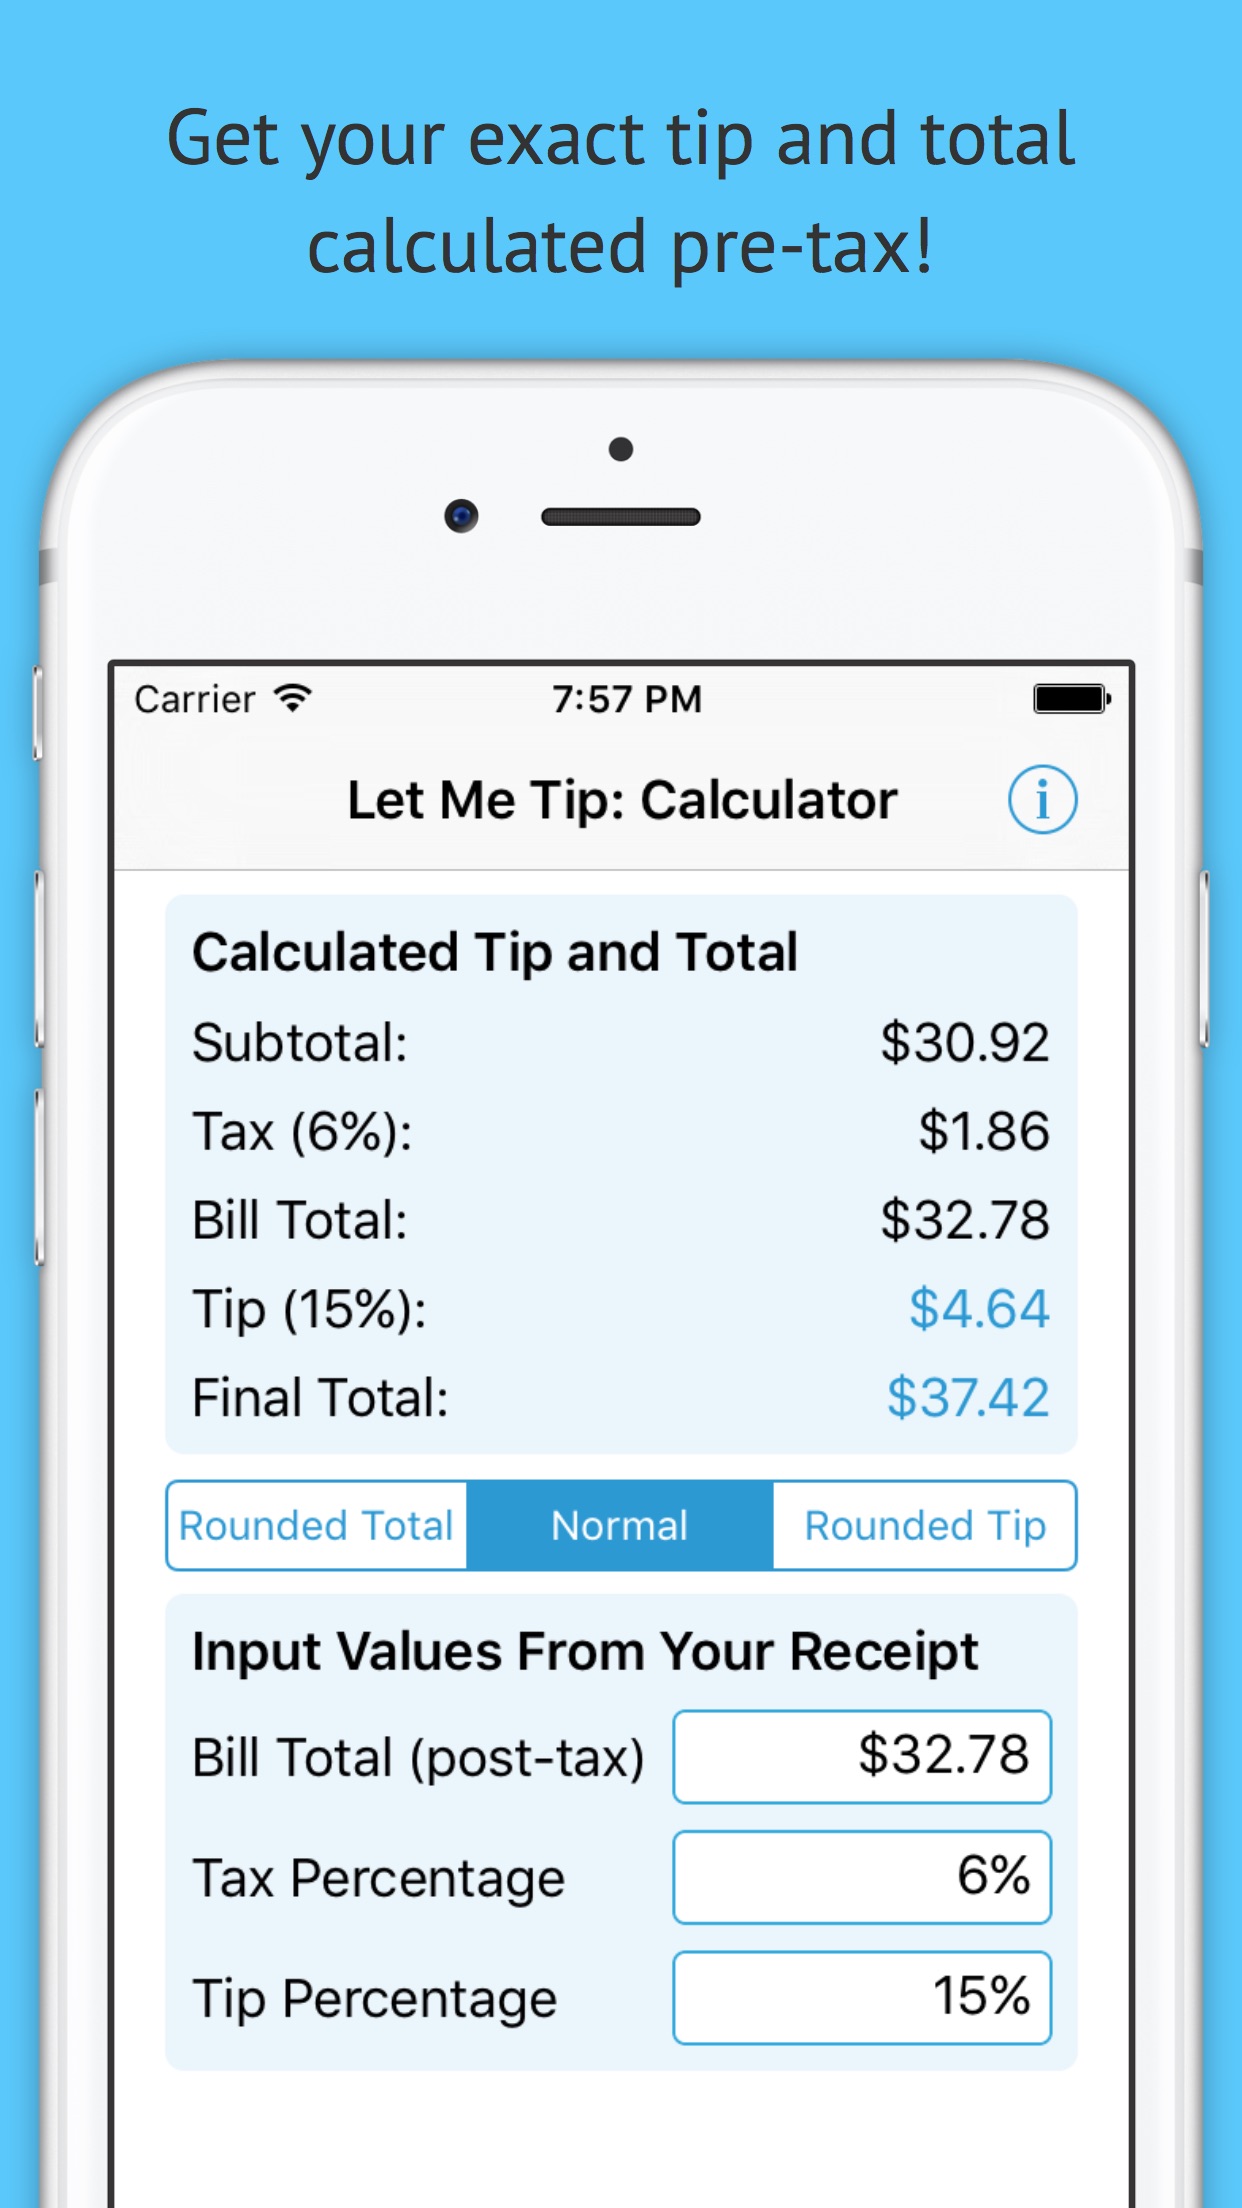 Get your exact tip and total
calculated pre-tax!
Carrier 7:57 PM
Let Me Tip: Calculator i
Calculated Tip and Total
Subtotal: $30.92
Tax (6%): $1.86
Bill Total: $32.78
Tip (15%): $4.64
Final Total: $37.42
Rounded Total Normal Rounded Tip
Input Values From Your Receipt
Bill Total (post-tax) $32.78
Tax Percentage 6%
Tip Percentage 15%